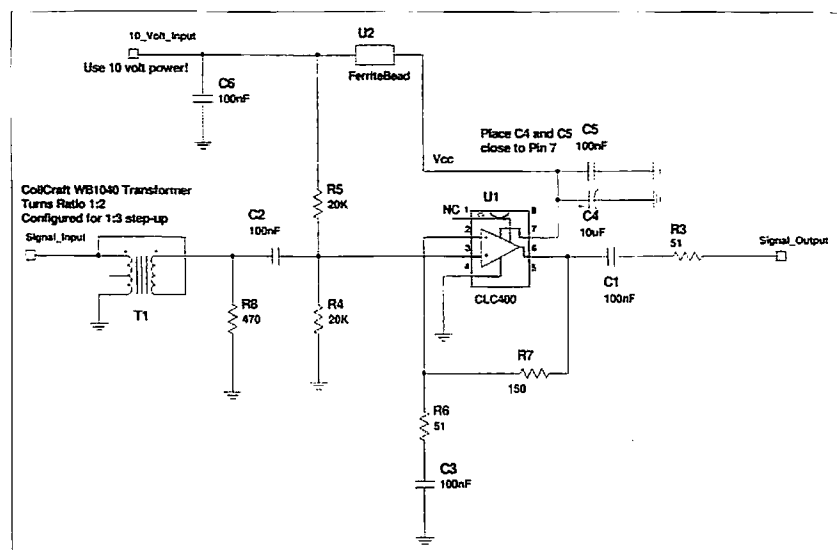 10_Volt_Input
Use 10 volt power!
C6
100nF
U2
FerriteBead
Place C4 and C5
close to Pin 7
C5
100nF
Vcc
C4
10uF
CoilCraft WB1040 Transformer
Turns Ratio 1:2
Configured for 1:3 step-up
Signal_Input
T1
C2
100nF
R5
20K
R8
470
R4
20K
U1
NC 1
2
3
4
8
7
6
5
CLC400
C1
100nF
R3
51
Signal_Output
R7
150
R6
51
C3
100nF